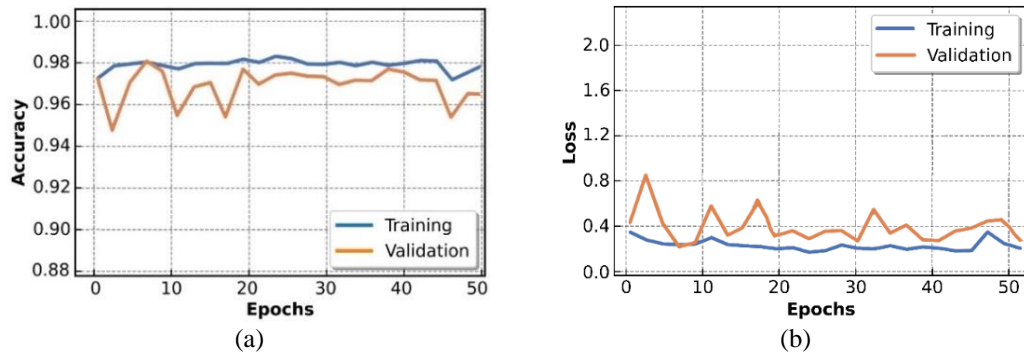 1.00
0.98
0.96
0.94
0.92
0.90
0.88
Accuracy
Training
Validation
0 10 20 30 40 50
Epochs
(a)
2.0
1.6
1.2
0.8
0.4
0.0
Loss
Training
Validation
0 10 20 30 40 50
Epochs
(b)